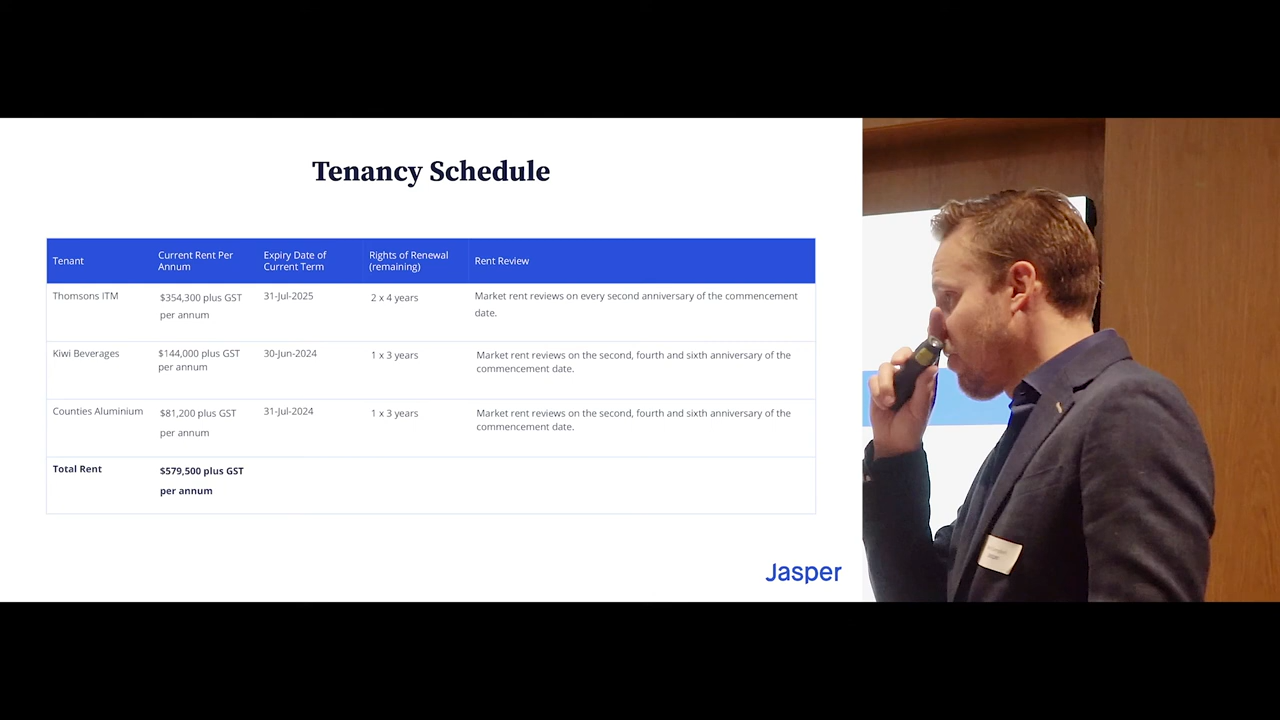 Tenancy Schedule
Tenant
Current Rent Per
Annum
Expiry Date of
Current Term
Rights of Renewal
(remaining)
Rent Review
Thomsons ITM
$354,300 plus GST
per annum
31-Jul-2025
2 x 4 years
Market rent reviews on every second anniversary of the commencement
date.
Kiwi Beverages
$144,000 plus GST
per annum
30-Jun-2024
1 x 3 years
Market rent reviews on the second, fourth and sixth anniversary of the
commencement date.
Counties Aluminium
$81,200 plus GST
per annum
31-Jul-2024
1 x 3 years
Market rent reviews on the second, fourth and sixth anniversary of the
commencement date.
Total Rent
$579,500 plus GST
per annum
Jasper